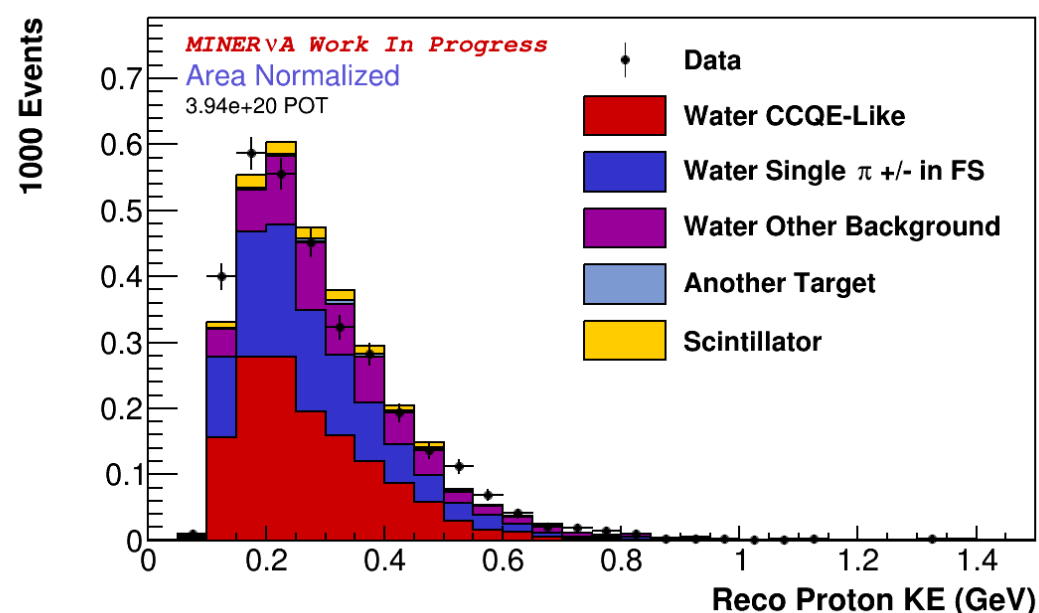 1000 Events
MINERνA Work In Progress
Area Normalized
3.94e+20 POT
Data
Water CCQE-Like
Water Single π +/- in FS
Water Other Background
Another Target
Scintillator
0.7
0.6
0.5
0.4
0.3
0.2
0.1
0
0 0.2 0.4 0.6 0.8 1 1.2 1.4
Reco Proton KE (GeV)